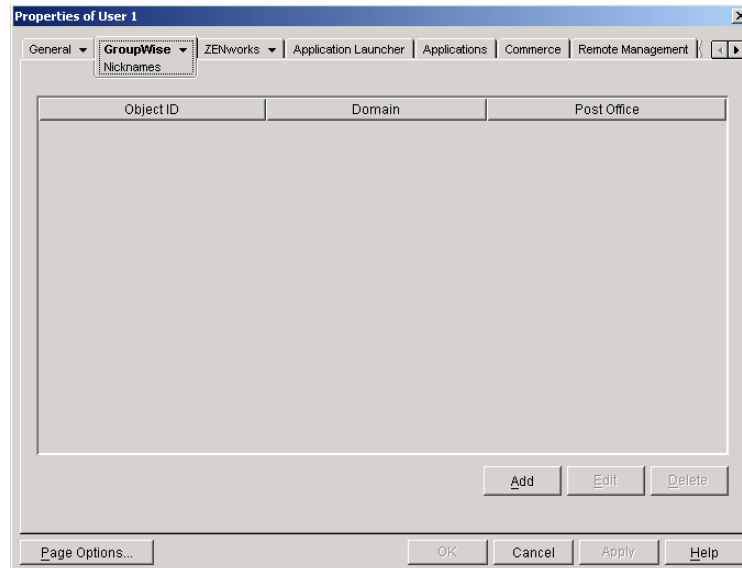 Properties of User 1
General GroupWise ZENworks Application Launcher Applications Commerce Remote Management
Nicknames
Object ID Domain Post Office
Add Edit Delete
Page Options... OK Cancel Apply Help